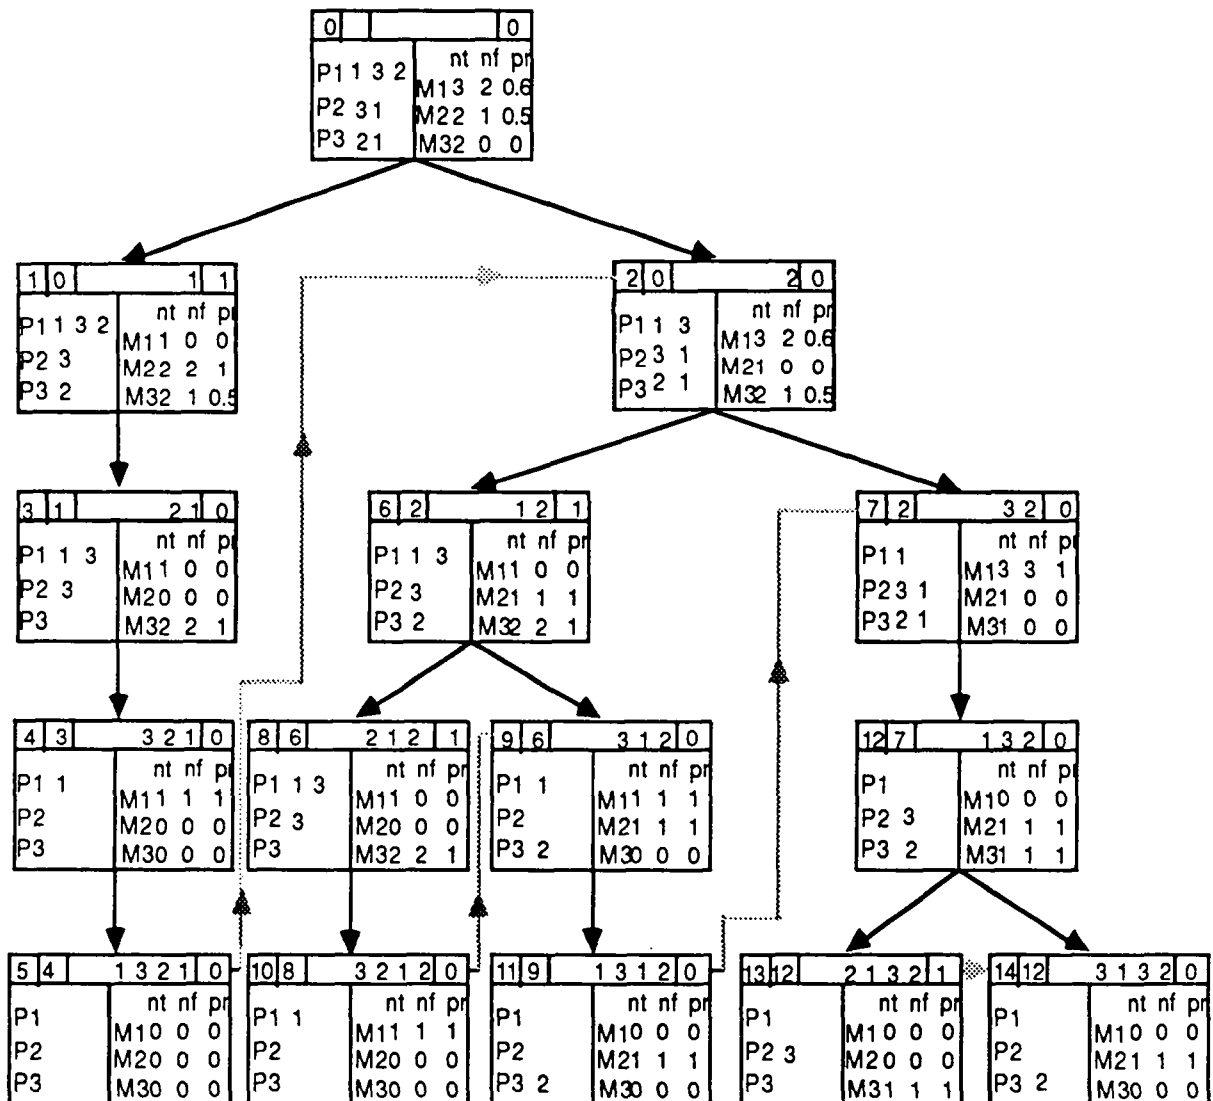 0 0
nt nf pr
P1 1 3 2 M1 3 2 0.6
P2 3 1 M2 2 1 0.5
P3 2 1 M3 2 0 0
1 0 1 1
nt nf pr
P1 1 3 2 M1 1 0 0
P2 3 M2 2 2 1
P3 2 M3 2 1 0.5
2 0 2 0
nt nf pr
P1 1 3 M1 3 2 0.6
P2 3 1 M2 1 0 0
P3 2 1 M3 2 1 0.5
3 1 2 1 0
nt nf pr
P1 1 3 M1 1 0 0
P2 3 M2 0 0 0
P3 M3 2 2 1
6 2 1 2 1
nt nf pr
P1 1 3 M1 1 0 0
P2 3 M2 1 1 1
P3 2 M3 2 2 1
7 2 3 2 0
nt nf pr
P1 1 M1 3 3 1
P2 3 1 M2 1 0 0
P3 2 1 M3 1 0 0
4 3 3 2 1 0
nt nf pr
P1 1 M1 1 1 1
P2 M2 0 0 0
P3 M3 0 0 0
8 6 2 1 2 1
nt nf pr
P1 1 3 M1 1 0 0
P2 3 M2 0 0 0
P3 M3 2 2 1
9 6 3 1 2 0
nt nf pr
P1 1 M1 1 1 1
P2 M2 1 1 1
P3 2 M3 0 0 0
12 7 1 3 2 0
nt nf pr
P1 M1 0 0 0
P2 3 M2 1 1 1
P3 2 M3 1 1 1
5 4 1 3 2 1 0
nt nf pr
P1 M1 0 0 0
P2 M2 0 0 0
P3 M3 0 0 0
10 8 3 2 1 2 0
nt nf pr
P1 1 M1 1 1 1
P2 M2 0 0 0
P3 M3 0 0 0
11 9 1 3 1 2 0
nt nf pr
P1 M1 0 0 0
P2 M2 1 1 1
P3 2 M3 0 0 0
13 12 2 1 3 2 1
nt nf pr
P1 M1 0 0 0
P2 3 M2 0 0 0
P3 M3 1 1 1
14 12 3 1 3 2 0
nt nf pr
P1 M1 0 0 0
P2 M2 1 1 1
P3 2 M3 0 0 0